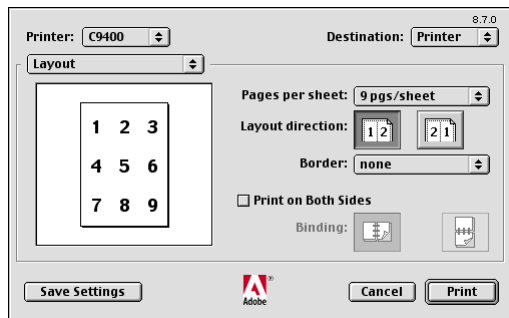 8.7.0
Printer: C9400 Destination: Printer
Layout
Pages per sheet: 9 pgs/sheet
1 2 3
Layout direction: 1 2 2 1
4 5 6
Border: none
7 8 9
Print on Both Sides
Binding:
Save Settings Adobe® Cancel Print